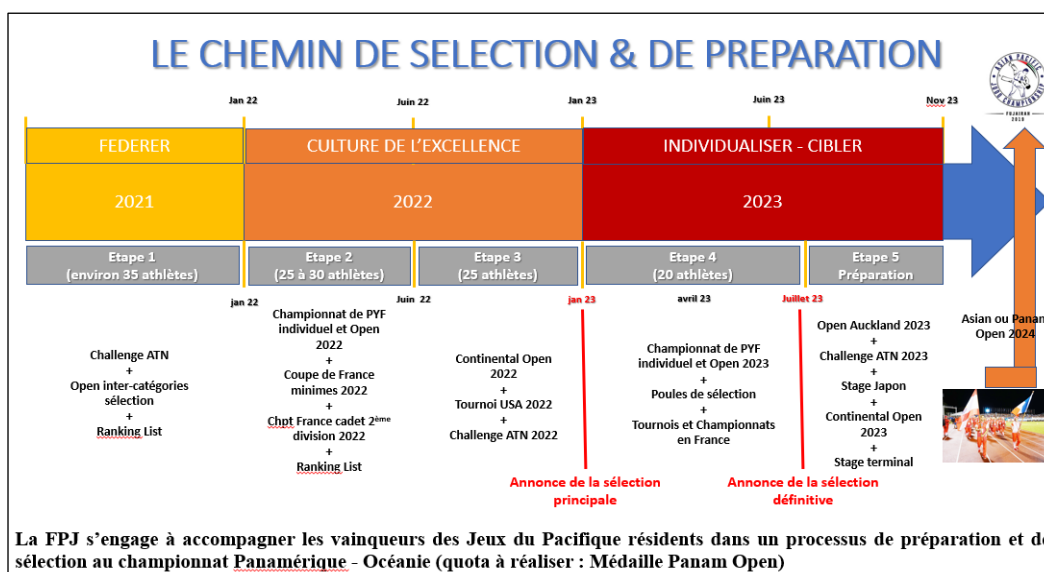 LE CHEMIN DE SELECTION & DE PREPARATION
ASIAN PACIFIC
JUDO CHAMPIONSHIP
FUJAIRAH
2019
Jan 22
Juin 22
Jan 23
Juin 23
Nov 23
FEDERER
CULTURE DE L'EXCELLENCE
INDIVIDUALISER - CIBLER
2021
2022
2023
Etape 1
(environ 35 athlètes)
Etape 2
(25 à 30 athlètes)
Etape 3
(25 athlètes)
Etape 4
(20 athlètes)
Etape 5
Préparation
jan 22
Juin 22
jan 23
avril 23
Juillet 23
Challenge ATN
+
Open inter-catégories
sélection
+
Ranking List
Championnat de PYF
individuel et Open
2022
+
Coupe de France
minimes 2022
+
Chpt France cadet 2ème
division 2022
+
Ranking List
Continental Open
2022
+
Tournoi USA 2022
+
Challenge ATN 2022
Annonce de la sélection
principale
Championnat de PYF
individuel et Open 2023
+
Poules de sélection
+
Tournois et Championnats
en France
Annonce de la sélection
définitive
Open Auckland 2023
+
Challenge ATN 2023
+
Stage Japon
+
Continental Open
2023
+
Stage terminal
Asian ou Panam
Open 2024
La FPJ s'engage à accompagner les vainqueurs des Jeux du Pacifique résidents dans un processus de préparation et de
sélection au championnat Panamérique - Océanie (quota à réaliser : Médaille Panam Open)